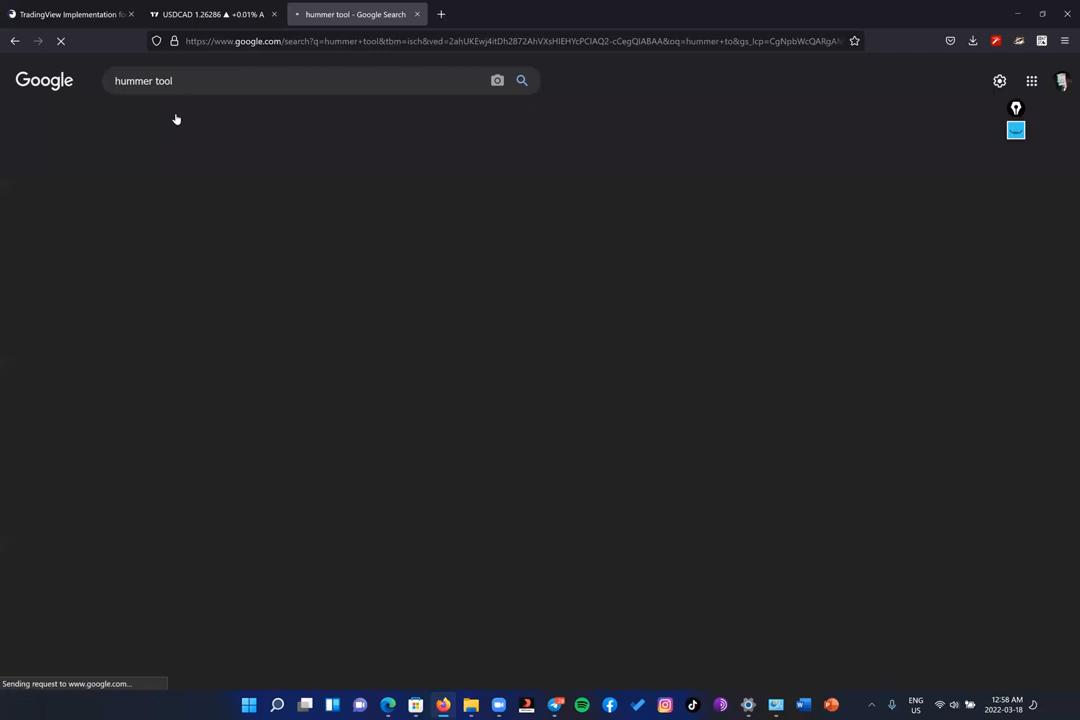 TradingView Implementation fo
USDCAD 1.26286 ▲ +0.01% A
hummer tool - Google Search
https://www.google.com/search?q=hummer+tool&tbm=isch&ved=2ahUKEwj4itDh2872AhVXsHIEHYcPCIAQ2-cCegQIABAA&oq=hummer+to&gs_lcp=CgNpbWcQARgA
Google
hummer tool
Sending request to www.google.com...
ENG
US
12:58 AM
2022-03-18